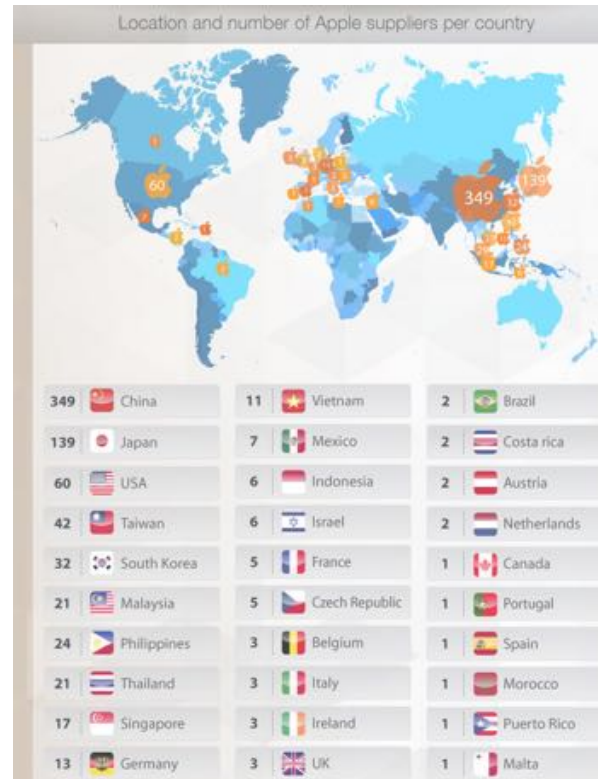 Location and number of Apple suppliers per country
60
349
139
7
349 China
139 Japan
60 USA
42 Taiwan
32 South Korea
21 Malaysia
24 Philippines
21 Thailand
17 Singapore
13 Germany
11 Vietnam
7 Mexico
6 Indonesia
6 Israel
5 France
5 Czech Republic
3 Belgium
3 Italy
3 Ireland
3 UK
2 Brazil
2 Costa rica
2 Austria
2 Netherlands
1 Canada
1 Portugal
1 Spain
1 Morocco
1 Puerto Rico
1 Malta